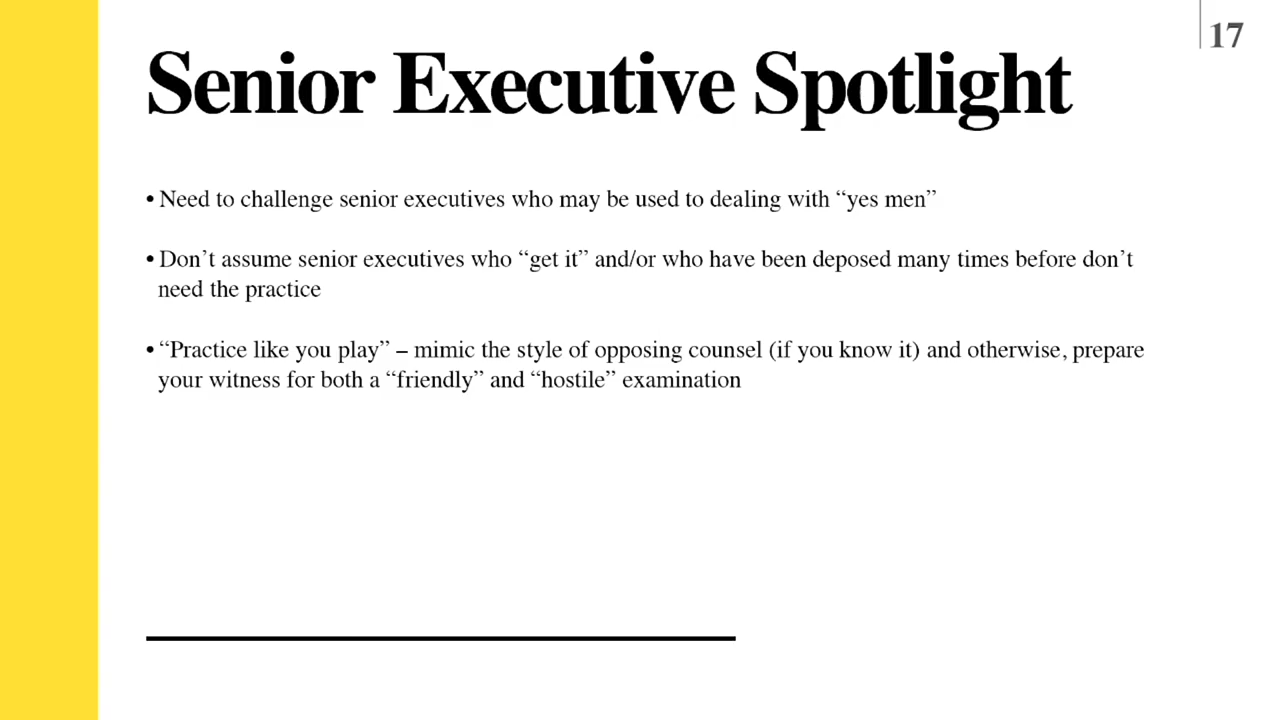 17
Senior Executive Spotlight
• Need to challenge senior executives who may be used to dealing with “yes men”
• Don’t assume senior executives who “get it” and/or who have been deposed many times before don’t
need the practice
• “Practice like you play” – mimic the style of opposing counsel (if you know it) and otherwise, prepare
your witness for both a “friendly” and “hostile” examination